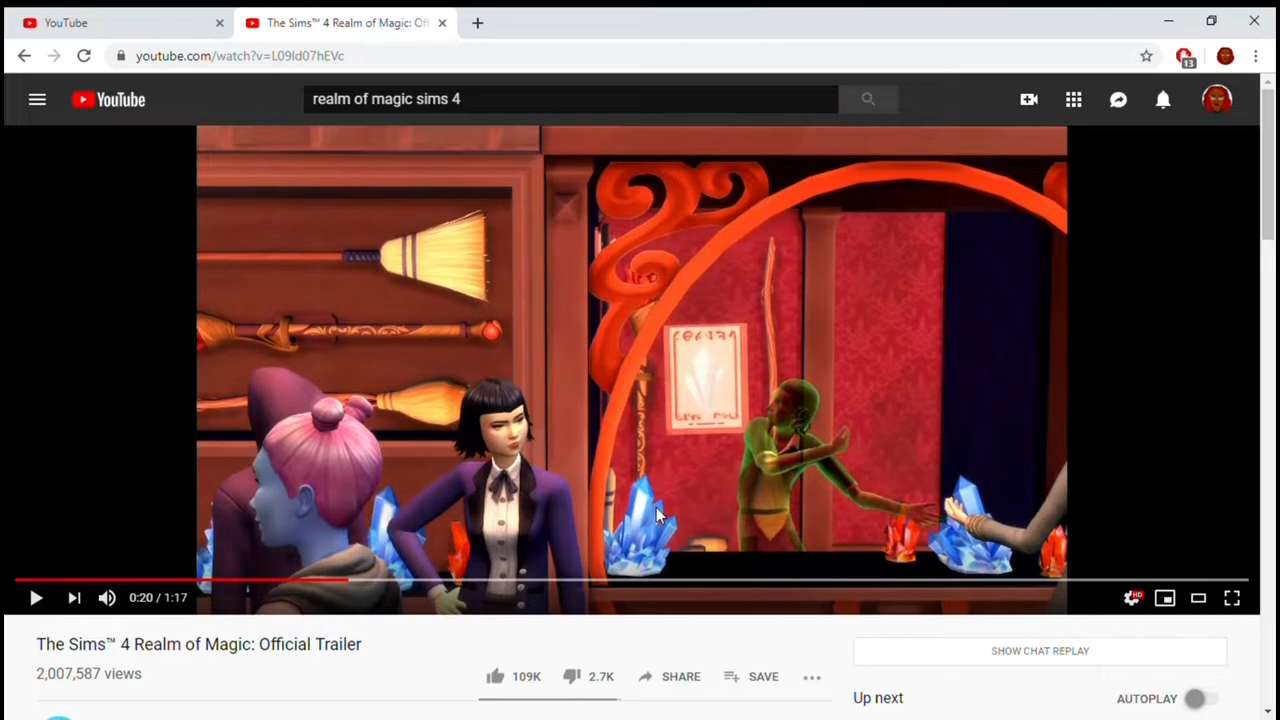 YouTube
The Sims™ 4 Realm of Magic: Offi
youtube.com/watch?v=L09Id07hEVc
13
YouTube
realm of magic sims 4
0:20 / 1:17
HD
The Sims™ 4 Realm of Magic: Official Trailer
2,007,587 views
109K
2.7K
SHARE
SAVE
SHOW CHAT REPLAY
Up next
AUTOPLAY